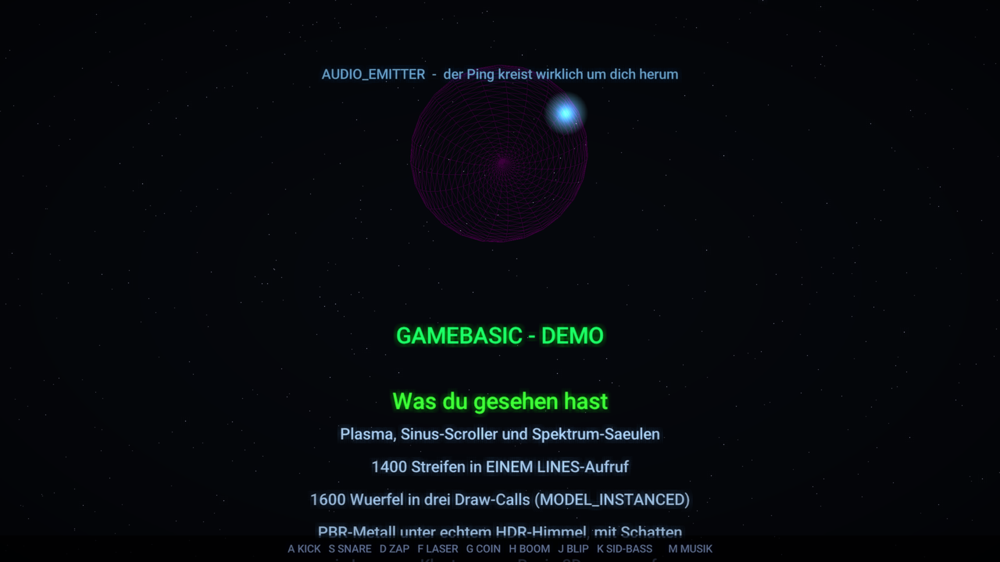 AUDIO_EMITTER - der Ping kreist wirklich um dich herum
GAMEBASIC - DEMO
Was du gesehen hast
Plasma, Sinus-Scroller und Spektrum-Saeulen
1400 Streifen in EINEM LINES-Aufruf
1600 Wuerfel in drei Draw-Calls (MODEL_INSTANCED)
PBR-Metall unter echtem HDR-Himmel, mit Schatten
A KICK S SNARE D ZAP F LASER G COIN H BOOM J BLIP K SID-BASS M MUSIK